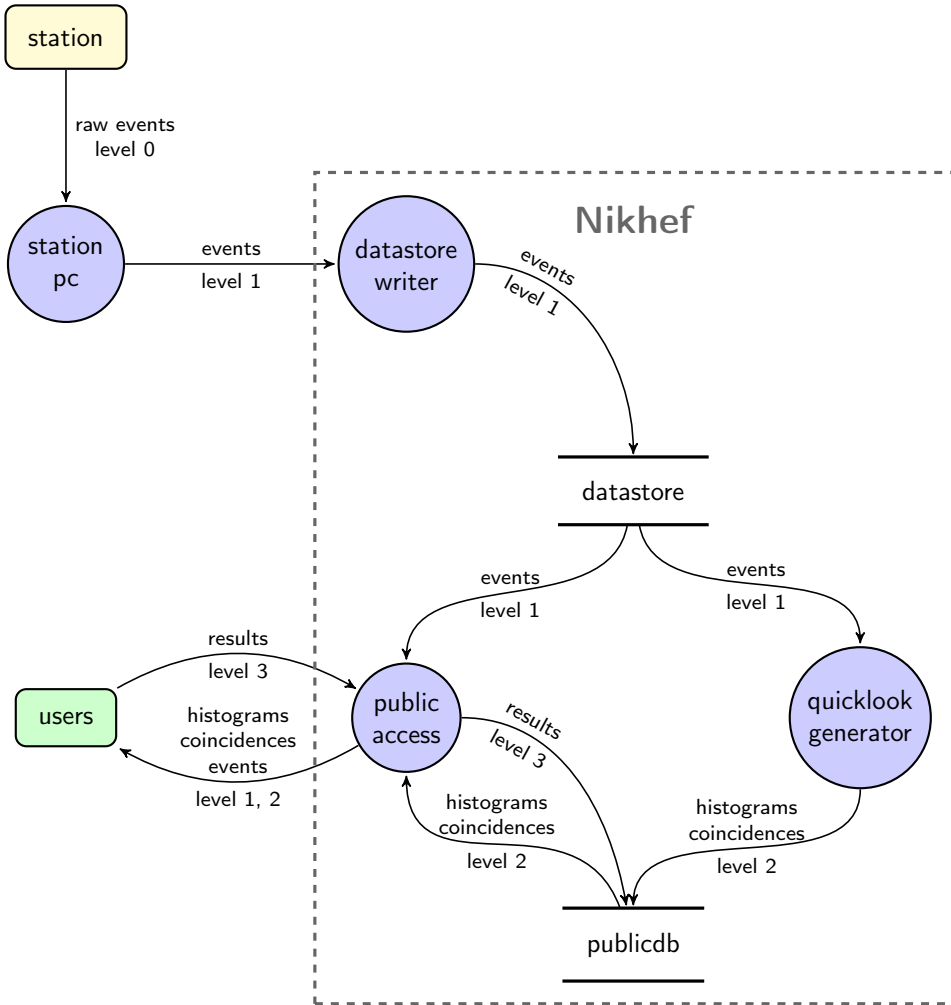 station
raw events
level 0
Nikhef
station
pc
events
level 1
datastore
writer
events
level 1
datastore
events
level 1
events
level 1
results
level 3
users
histograms
coincidences
events
level 1, 2
public
access
results
level 3
quicklook
generator
histograms
coincidences
level 2
histograms
coincidences
level 2
publicdb